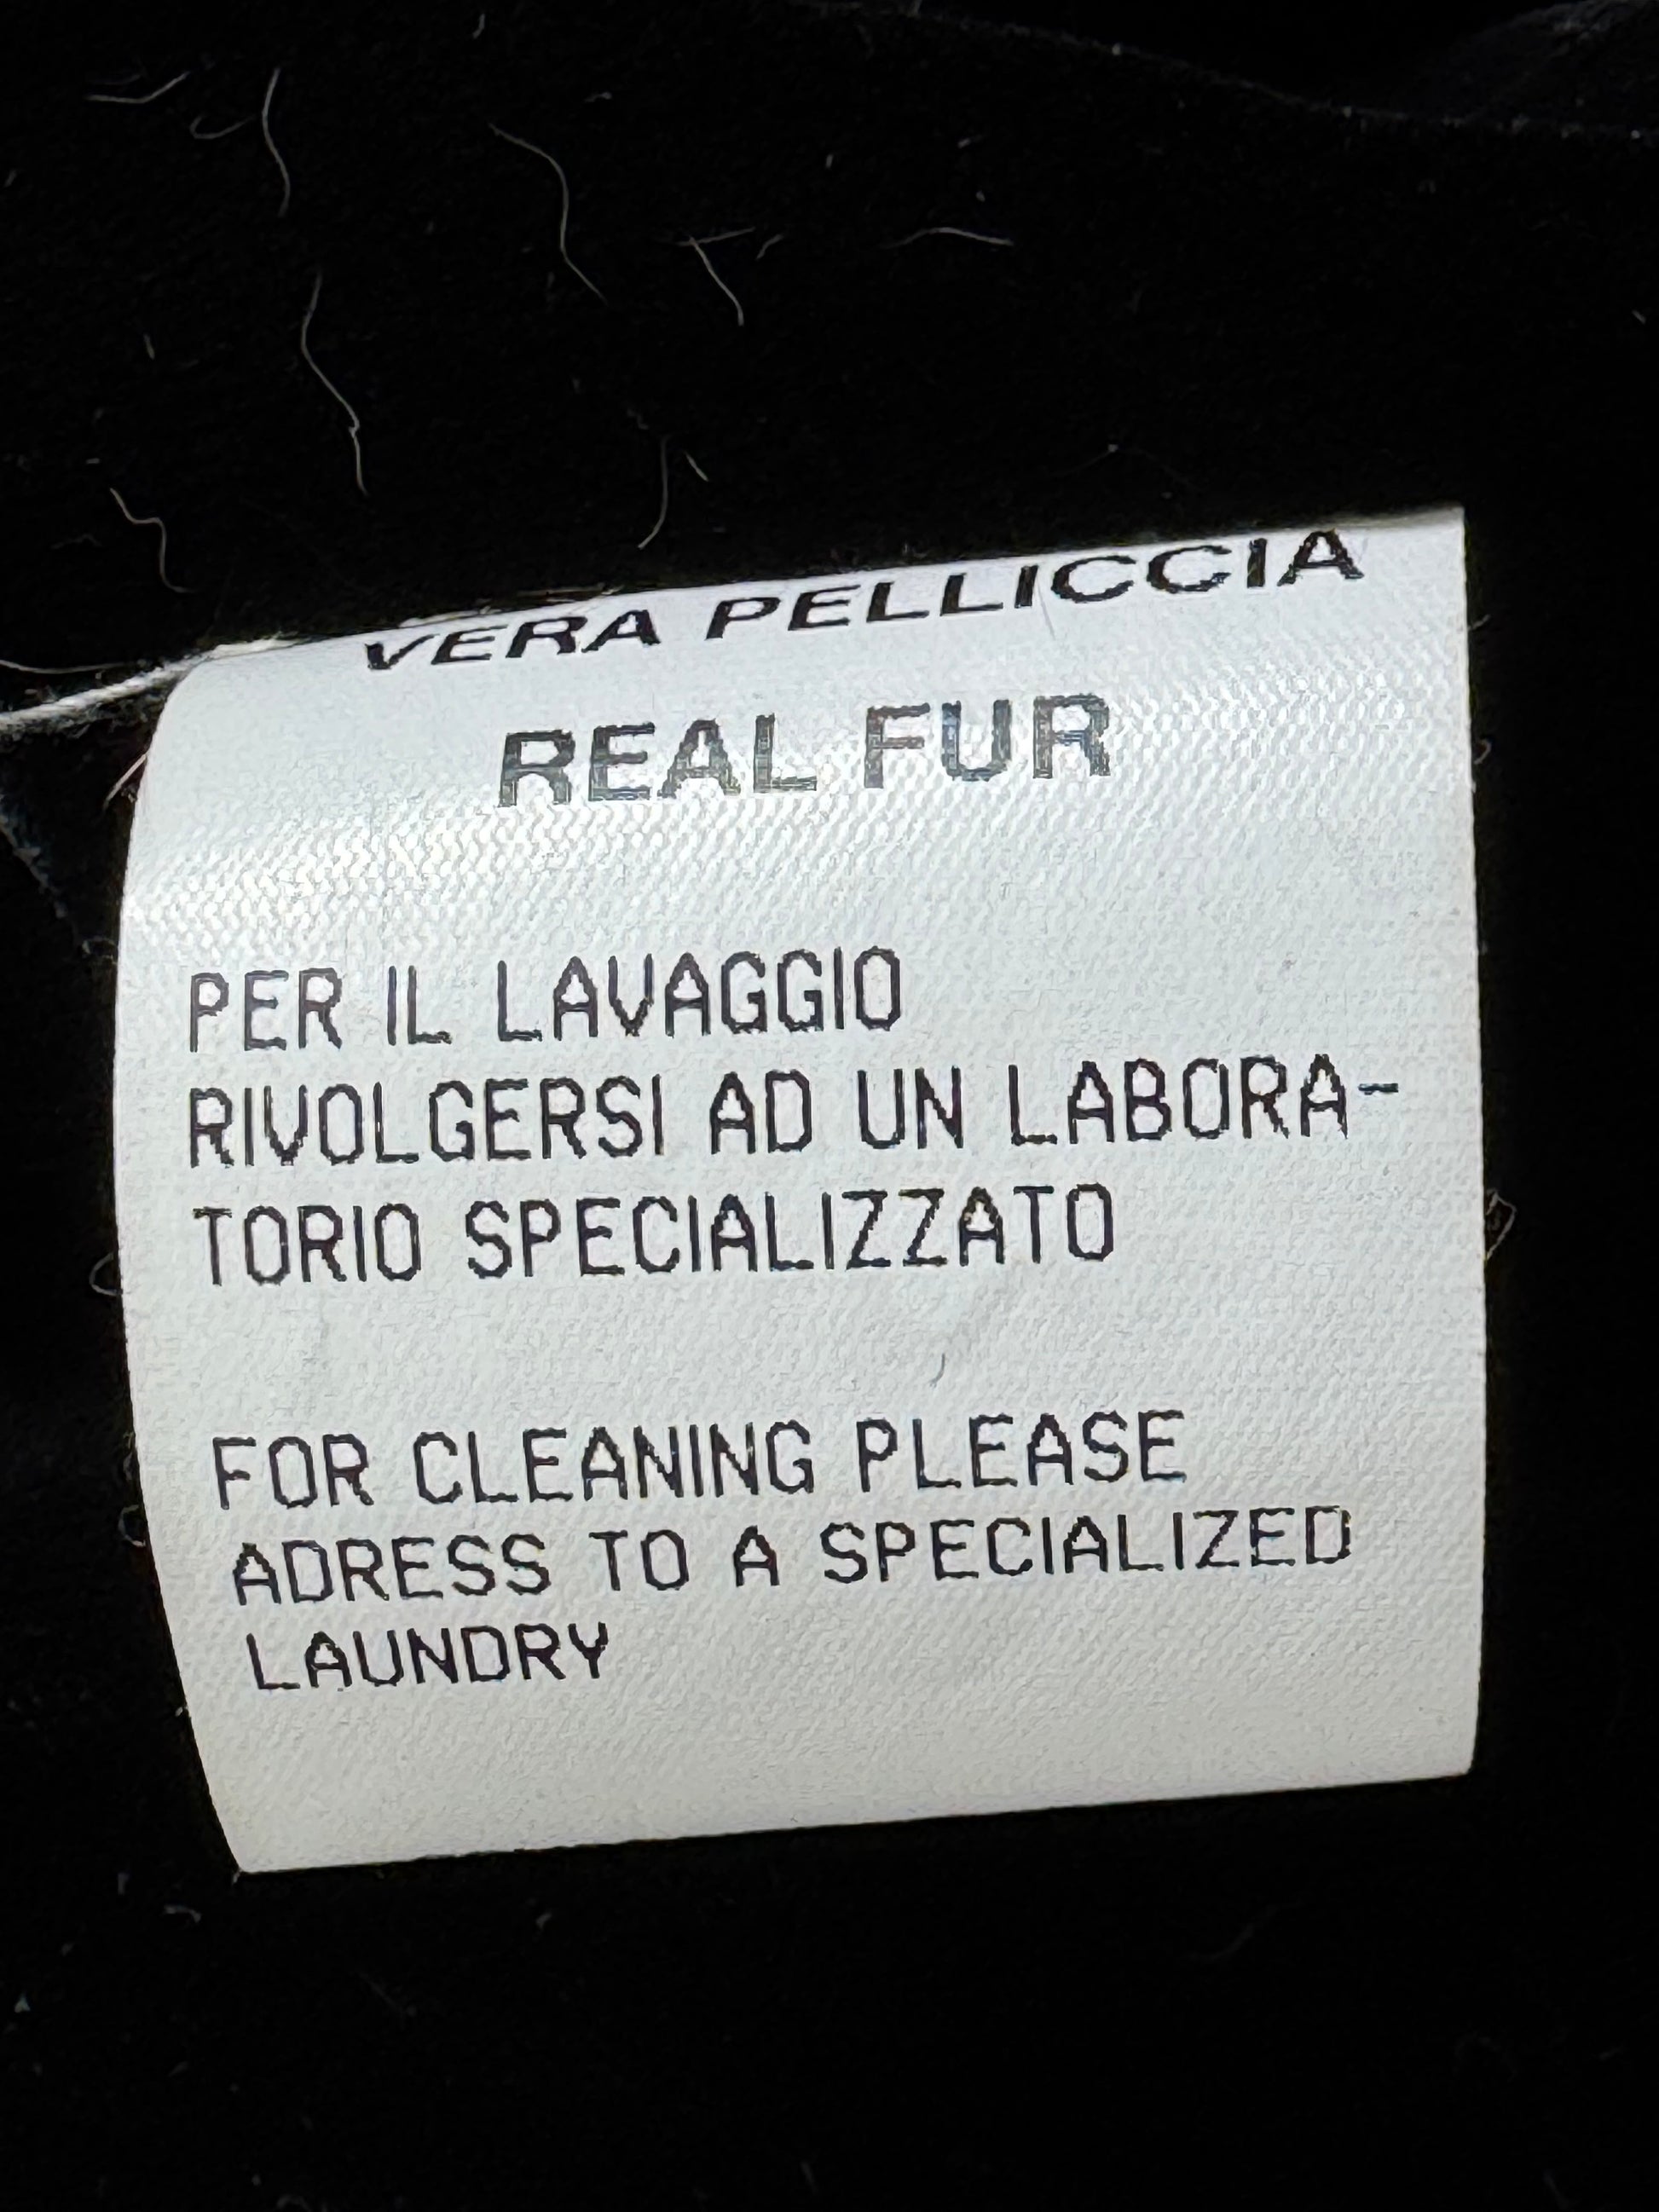 VERA PELLICCIA
REAL FUR
PER IL LAVAGGIO
RIVOLGERSI AD UN LABORA-
TORIO SPECIALIZZATO
FOR CLEANING PLEASE
ADRESS TO A SPECIALIZED
LAUNDRY